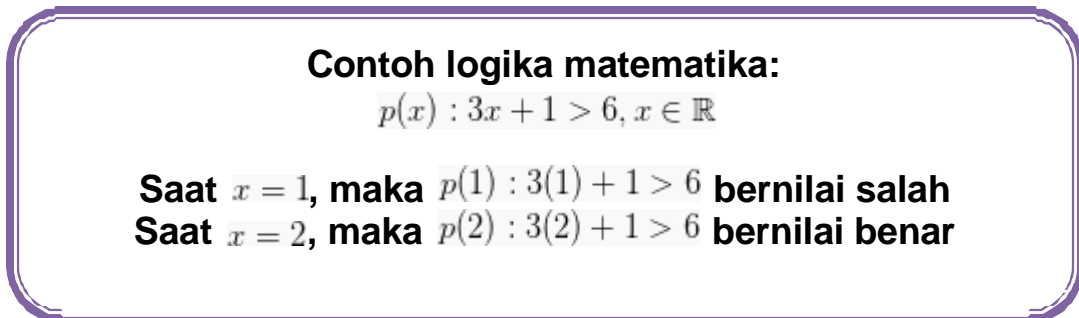 Contoh logika matematika:
p(x) : 3x + 1 > 6, x ∈ ℝ
Saat x = 1, maka p(1) : 3(1) + 1 > 6 bernilai salah
Saat x = 2, maka p(2) : 3(2) + 1 > 6 bernilai benar